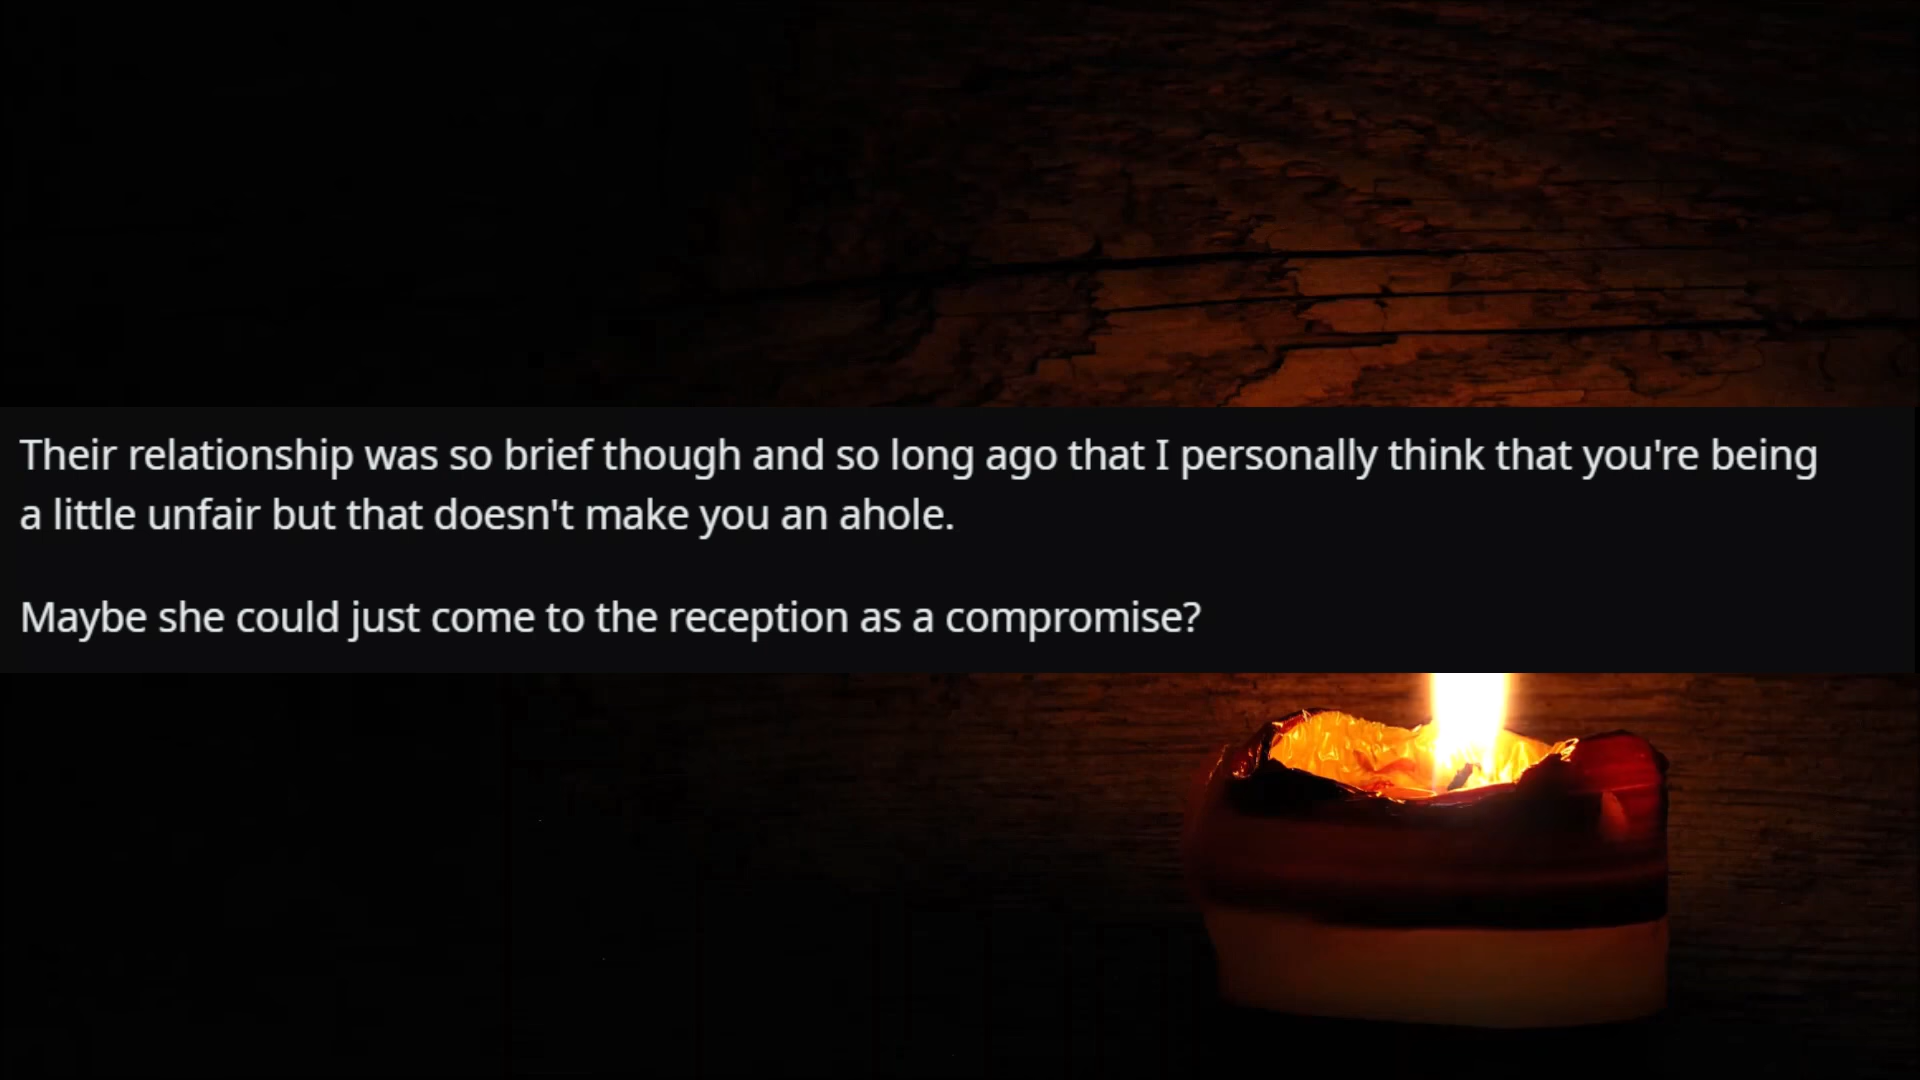 Their relationship was so brief though and so long ago that I personally think that you're being
a little unfair but that doesn't make you an ahole.
Maybe she could just come to the reception as a compromise?